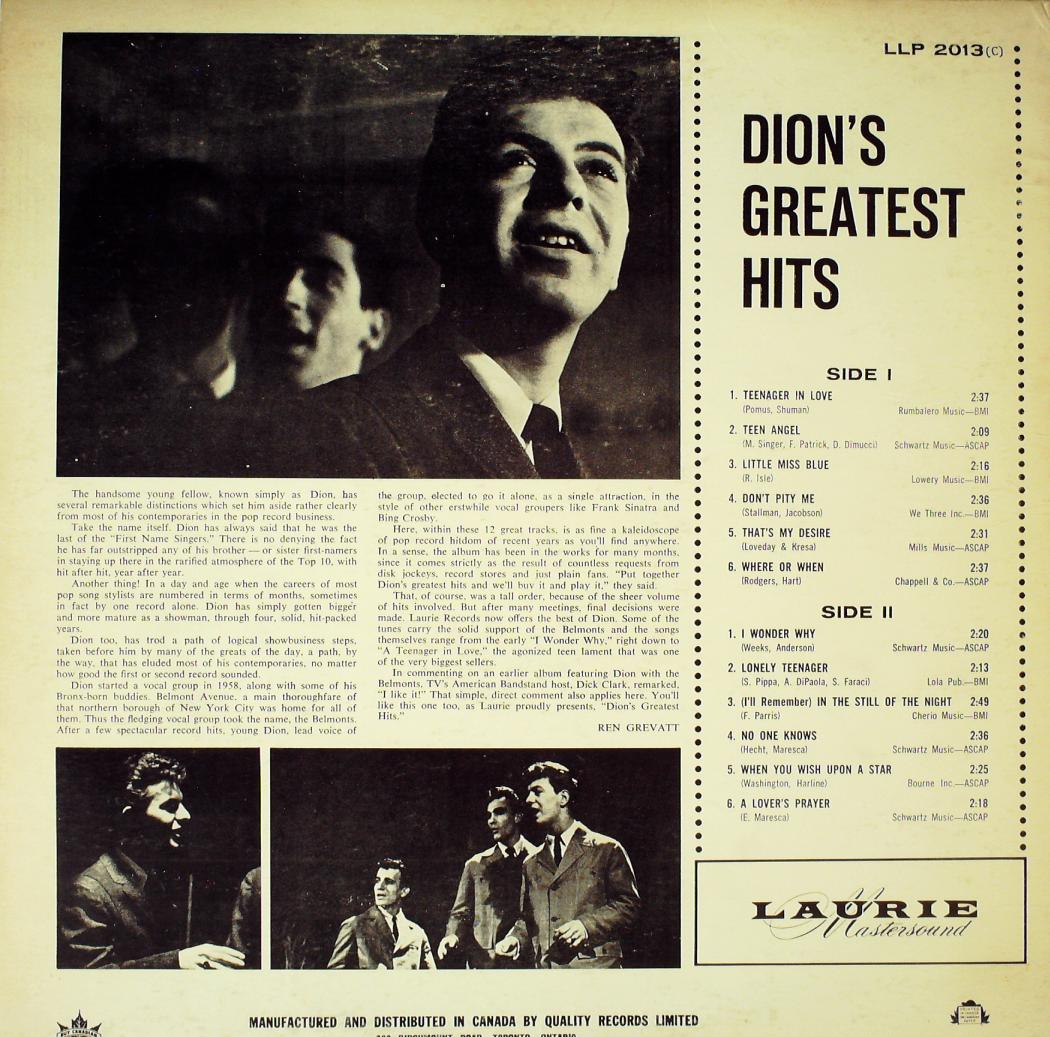 LLP 2013(C)
DION'S
GREATEST
HITS
SIDE I
1. TEENAGER IN LOVE 2:37
(Pomus, Shuman) Rumbalero Music—BMI
2. TEEN ANGEL 2:09
(M. Singer, F. Patrick, D. Dimucci) Schwartz Music—ASCAP
3. LITTLE MISS BLUE 2:16
(R. Isle) Lowery Music—BMI
4. DON'T PITY ME 2:36
(Stallman, Jacobson) We Three Inc.—BMI
5. THAT'S MY DESIRE 2:31
(Loveday & Kresa) Mills Music—ASCAP
6. WHERE OR WHEN 2:37
(Rodgers, Hart) Chappell & Co.—ASCAP
SIDE II
1. I WONDER WHY 2:20
(Weeks, Anderson) Schwartz Music—ASCAP
2. LONELY TEENAGER 2:13
(S. Pippa, A. DiPaola, S. Faraci) Lola Pub.—BMI
3. (I'll Remember) IN THE STILL OF THE NIGHT 2:49
(F. Parris) Cherio Music—BMI
4. NO ONE KNOWS 2:36
(Hecht, Maresca) Schwartz Music—ASCAP
5. WHEN YOU WISH UPON A STAR 2:25
(Washington, Harline) Bourne Inc.—ASCAP
6. A LOVER'S PRAYER 2:18
(E. Maresca) Schwartz Music—ASCAP
The handsome young fellow, known simply as Dion, has
several remarkable distinctions which set him aside rather clearly
from most of his contemporaries in the pop record business.
Take the name itself. Dion has always said that he was the
last of the "First Name Singers." There is no denying the fact
he has far outstripped any of his brother — or sister first-namers
in staying up there in the rarified atmosphere of the Top 10, with
hit after hit, year after year.
Another thing! In a day and age when the careers of most
pop song stylists are numbered in terms of months, sometimes
in fact by one record alone. Dion has simply gotten bigger
and more mature as a showman, through four, solid, hit-packed
years.
Dion too, has trod a path of logical showbusiness steps,
taken before him by many of the greats of the day, a path, by
the way, that has eluded most of his contemporaries, no matter
how good the first or second record sounded.
Dion started a vocal group in 1958, along with some of his
Bronx-born buddies. Belmont Avenue, a main thoroughfare of
that northern borough of New York City was home for all of
them. Thus the fledging vocal group took the name, the Belmonts.
After a few spectacular record hits, young Dion, lead voice of
the group, elected to go it alone, as a single attraction, in the
style of other erstwhile vocal groupers like Frank Sinatra and
Bing Crosby.
Here, within these 12 great tracks, is as fine a kaleidoscope
of pop record hitdom of recent years as you'll find anywhere.
In a sense, the album has been in the works for many months,
since it comes strictly as the result of countless requests from
disk jockeys, record stores and just plain fans. "Put together
Dion's greatest hits and we'll buy it and play it," they said.
That, of course, was a tall order, because of the sheer volume
of hits involved. But after many meetings, final decisions were
made. Laurie Records now offers the best of Dion. Some of the
tunes carry the solid support of the Belmonts and the songs
themselves range from the early "I Wonder Why," right down to
"A Teenager in Love," the agonized teen lament that was one
of the very biggest sellers.
In commenting on an earlier album featuring Dion with the
Belmonts, TV's American Bandstand host, Dick Clark, remarked,
"I like it!" That simple, direct comment also applies here. You'll
like this one too, as Laurie proudly presents, "Dion's Greatest
Hits."
REN GREVATT
LAURIE
Mastersound
MANUFACTURED AND DISTRIBUTED IN CANADA BY QUALITY RECORDS LIMITED